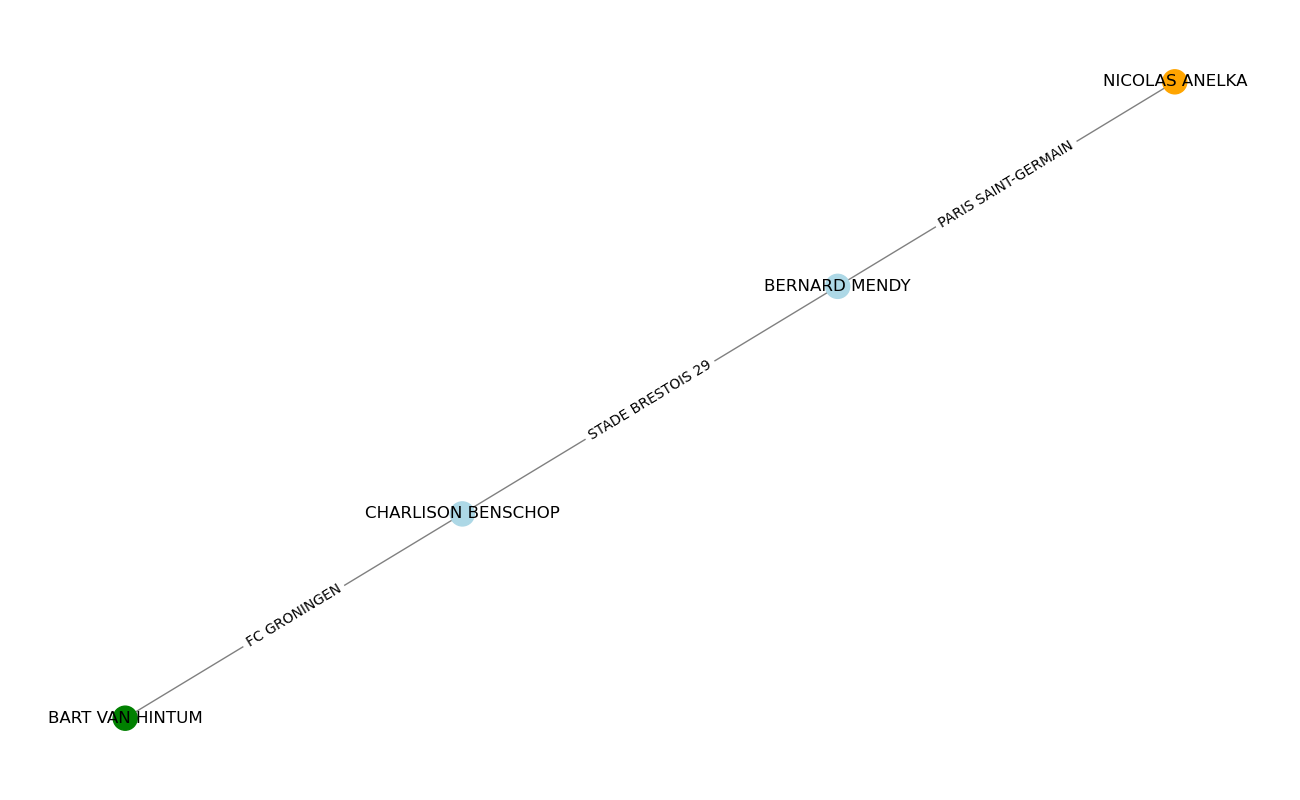 NICOLAS ANELKA
PARIS SAINT-GERMAIN
BERNARD MENDY
STADE BRESTOIS 29
CHARLISON BENSCHOP
FC GRONINGEN
BART VAN HINTUM